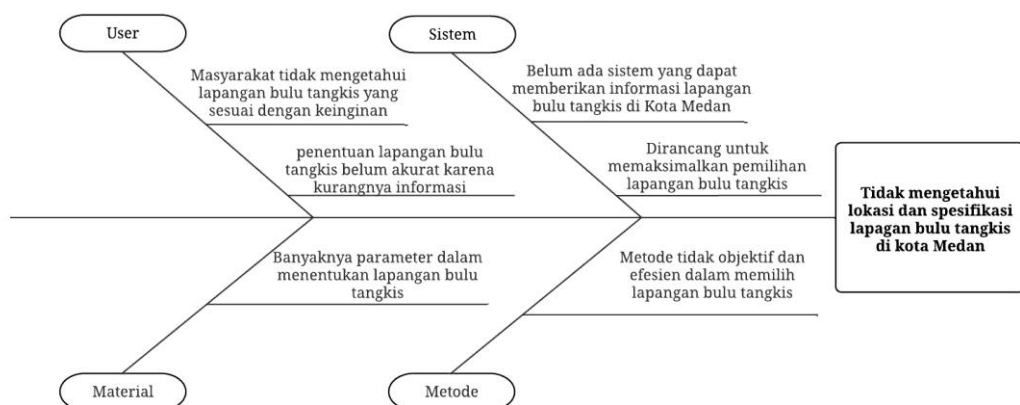 User
Sistem
Masyarakat tidak mengetahui
lapangan bulu tangkis yang
sesuai dengan keinginan
Belum ada sistem yang dapat
memberikan informasi lapangan
bulu tangkis di Kota Medan
penentuan lapangan bulu
tangkis belum akurat karena
kurangnya informasi
Dirancang untuk
memaksimalkan pemilihan
lapangan bulu tangkis
Tidak mengetahui
lokasi dan spesifikasi
lapagan bulu tangkis
di kota Medan
Banyaknya parameter dalam
menentukan lapangan bulu
tangkis
Metode tidak objektif dan
efesien dalam memilih
lapangan bulu tangkis
Material
Metode